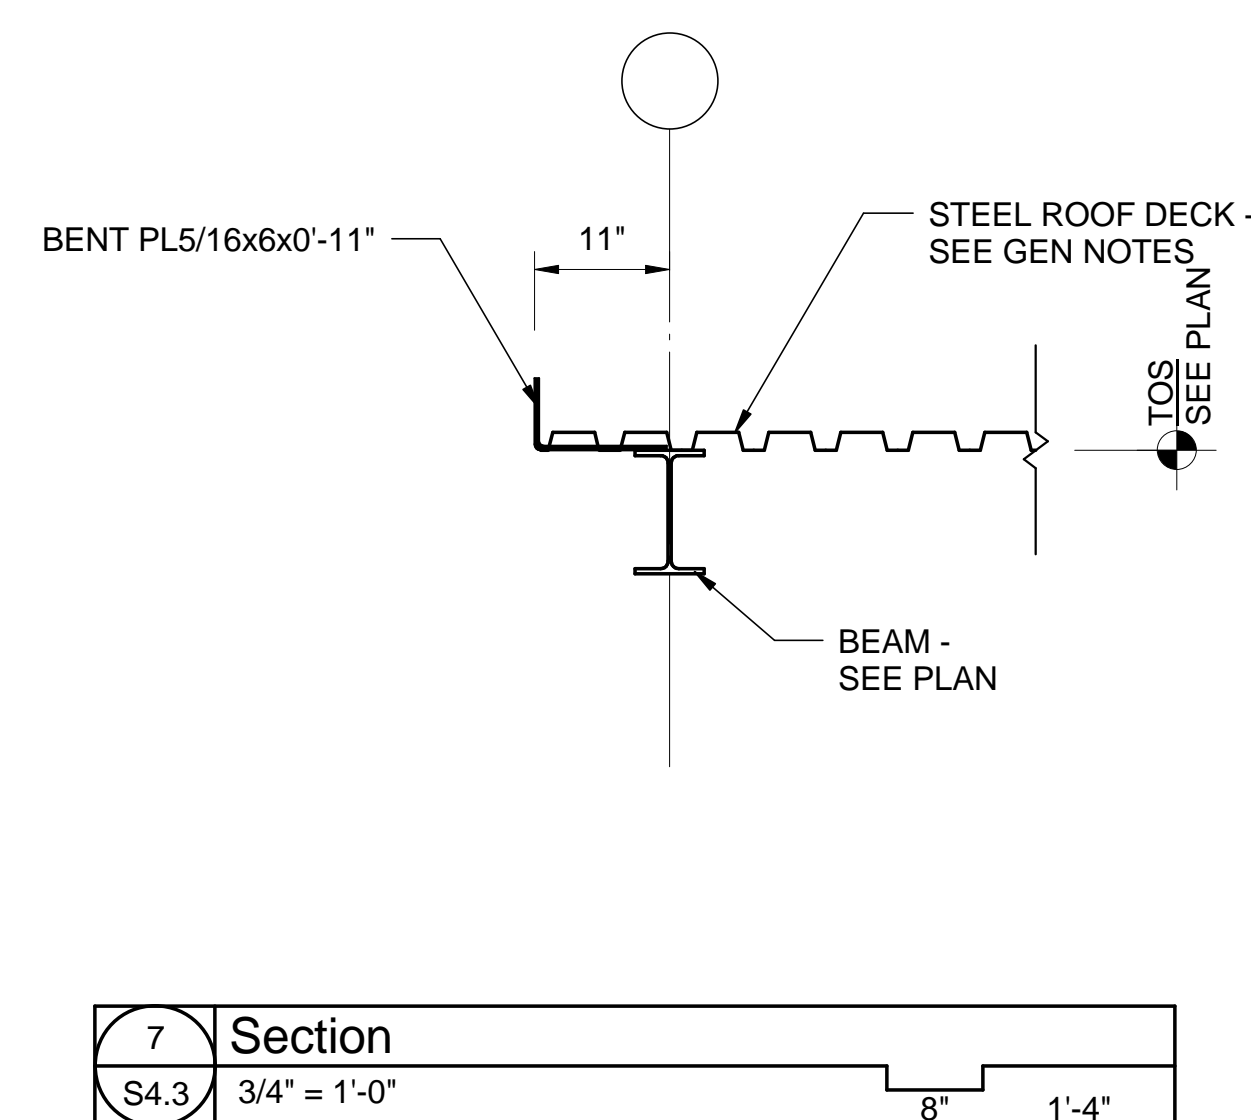 STEEL ROOF DECK -
SEE GEN NOTES
BENT PL5/16x6x0'-11"
11"
TOS
SEE PLAN
BEAM -
SEE PLAN
7
Section
S4.3
3/4" = 1'-0"
8"
1'-4"